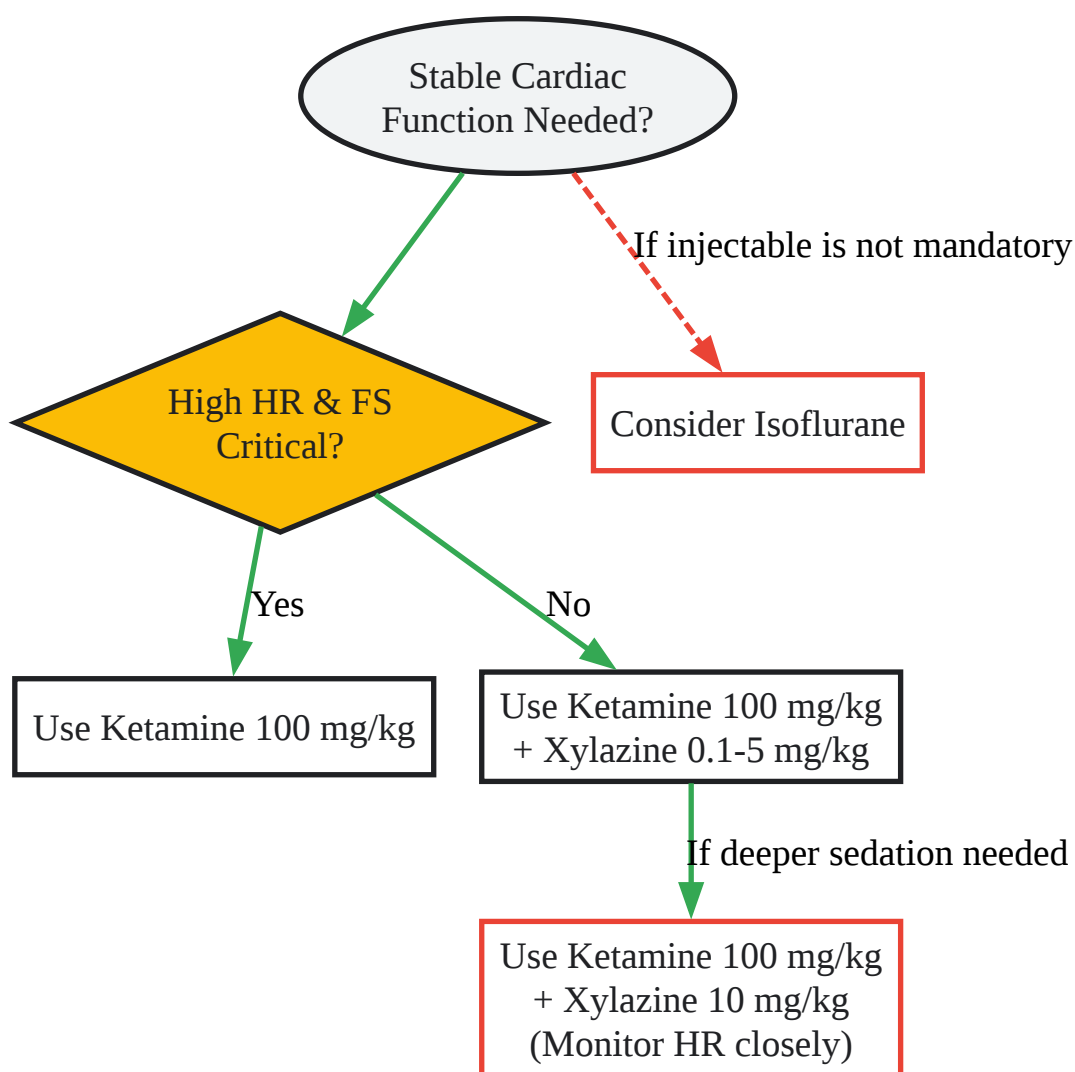 Stable Cardiac
Function Needed?
If injectable is not mandatory
High HR & FS
Critical?
Consider Isoflurane
Yes
No
Use Ketamine 100 mg/kg
Use Ketamine 100 mg/kg
+ Xylazine 0.1-5 mg/kg
If deeper sedation needed
Use Ketamine 100 mg/kg
+ Xylazine 10 mg/kg
(Monitor HR closely)